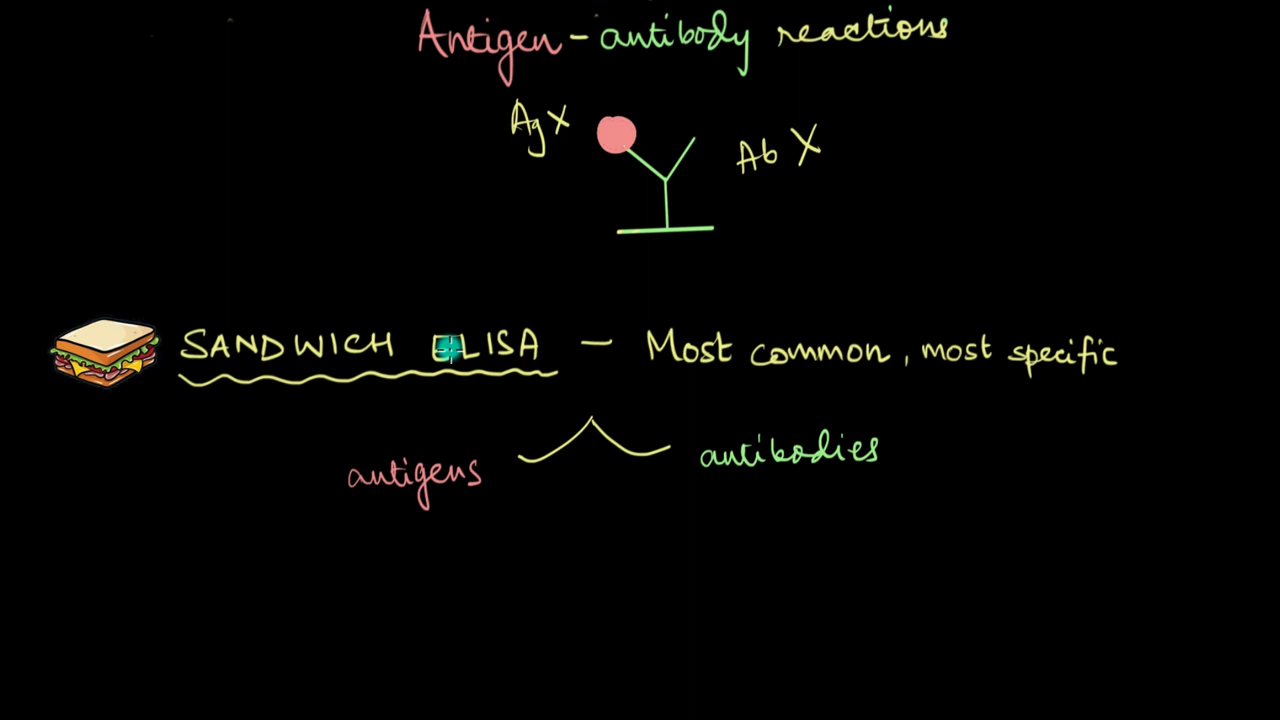 Antigen - antibody reactions
Ag X
Ab X
SANDWICH ELISA - Most common, most specific
antigens
antibodies